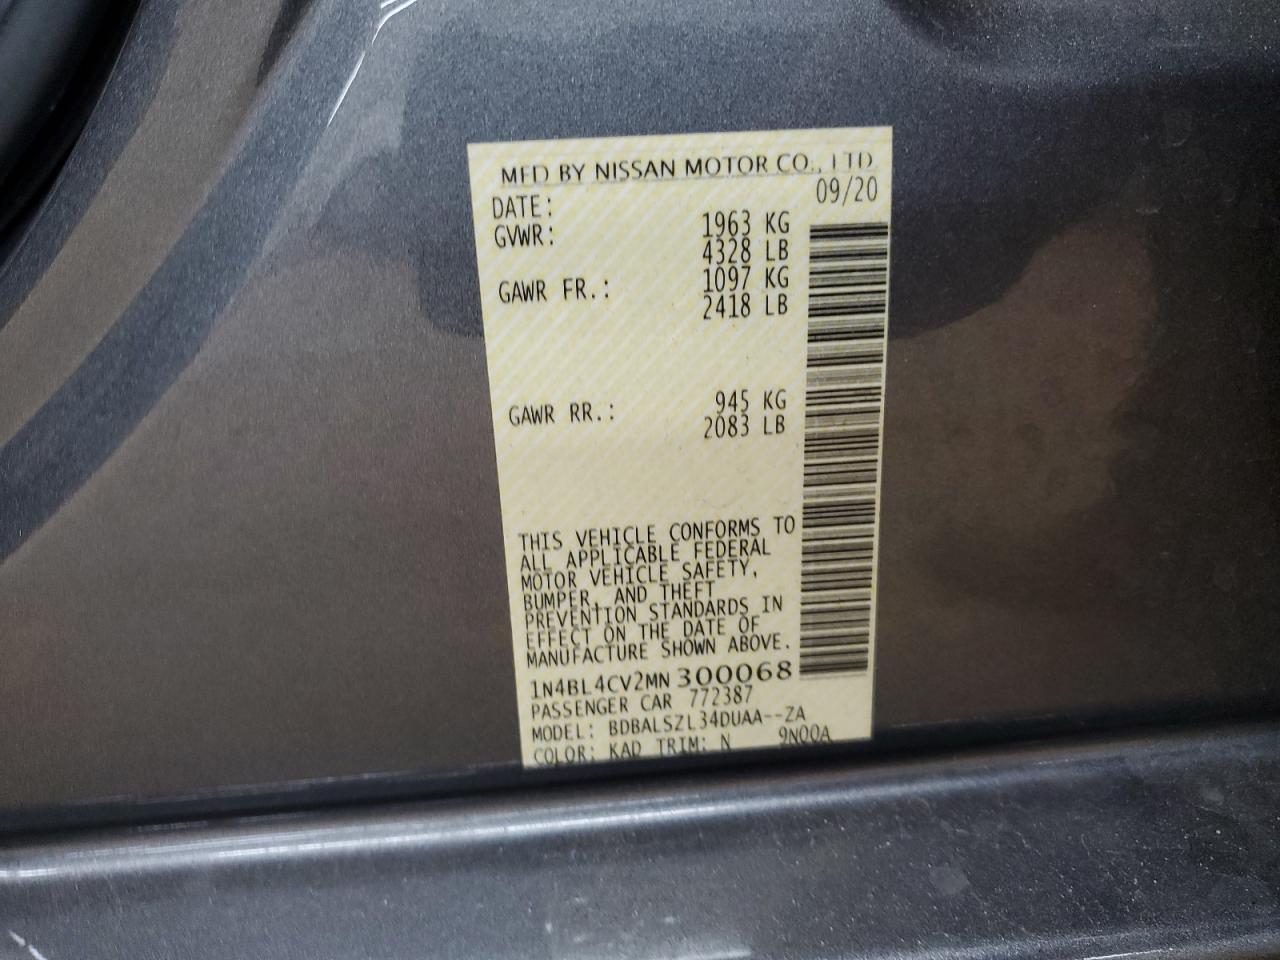 MFD BY NISSAN MOTOR CO., LTD.
DATE: 09/20
GVWR: 1963 KG
4328 LB
GAWR FR.: 1097 KG
2418 LB
GAWR RR.: 945 KG
2083 LB
THIS VEHICLE CONFORMS TO
ALL APPLICABLE FEDERAL
MOTOR VEHICLE SAFETY,
BUMPER, AND THEFT
PREVENTION STANDARDS IN
EFFECT ON THE DATE OF
MANUFACTURE SHOWN ABOVE.
1N4BL4CV2MN300068
PASSENGER CAR 772387
MODEL: BDBALSZL34DUAA--ZA
COLOR: KAD TRIM: N 9N00A